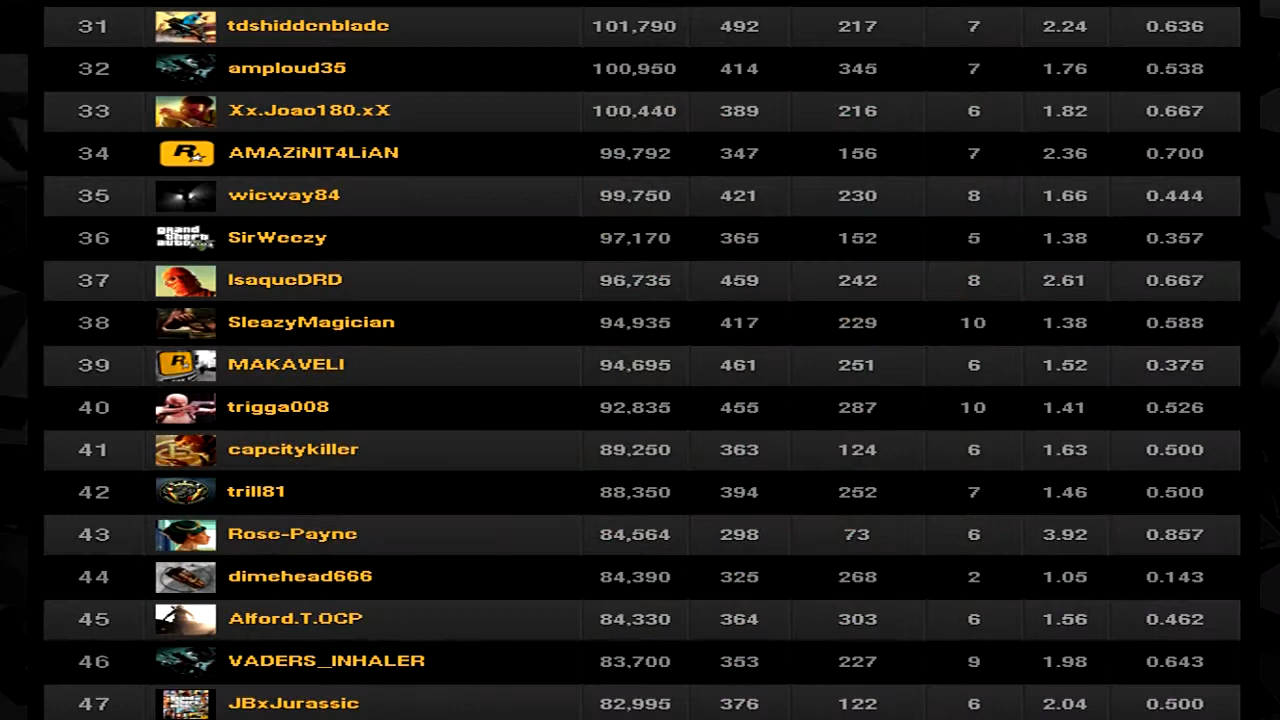 31 tdshiddenblade 101,790 492 217 7 2.24 0.636
32 amploud35 100,950 414 345 7 1.76 0.538
33 Xx.Joao180.xX 100,440 389 216 6 1.82 0.667
34 R AMAZiNIT4LiAN 99,792 347 156 7 2.36 0.700
35 wicway84 99,750 421 230 8 1.66 0.444
36 grand theft auto SirWeezy 97,170 365 152 5 1.38 0.357
37 IsaqueDRD 96,735 459 242 8 2.61 0.667
38 SleazyMagician 94,935 417 229 10 1.38 0.588
39 R MAKAVELI 94,695 461 251 6 1.52 0.375
40 trigga008 92,835 455 287 10 1.41 0.526
41 capcitykiller 89,250 363 124 6 1.63 0.500
42 trill81 88,350 394 252 7 1.46 0.500
43 Rose-Payne 84,564 298 73 6 3.92 0.857
44 dimehead666 84,390 325 268 2 1.05 0.143
45 Alford.T.OCP 84,330 364 303 6 1.56 0.462
46 VADERS_INHALER 83,700 353 227 9 1.98 0.643
47 JBxJurassic 82,995 376 122 6 2.04 0.500